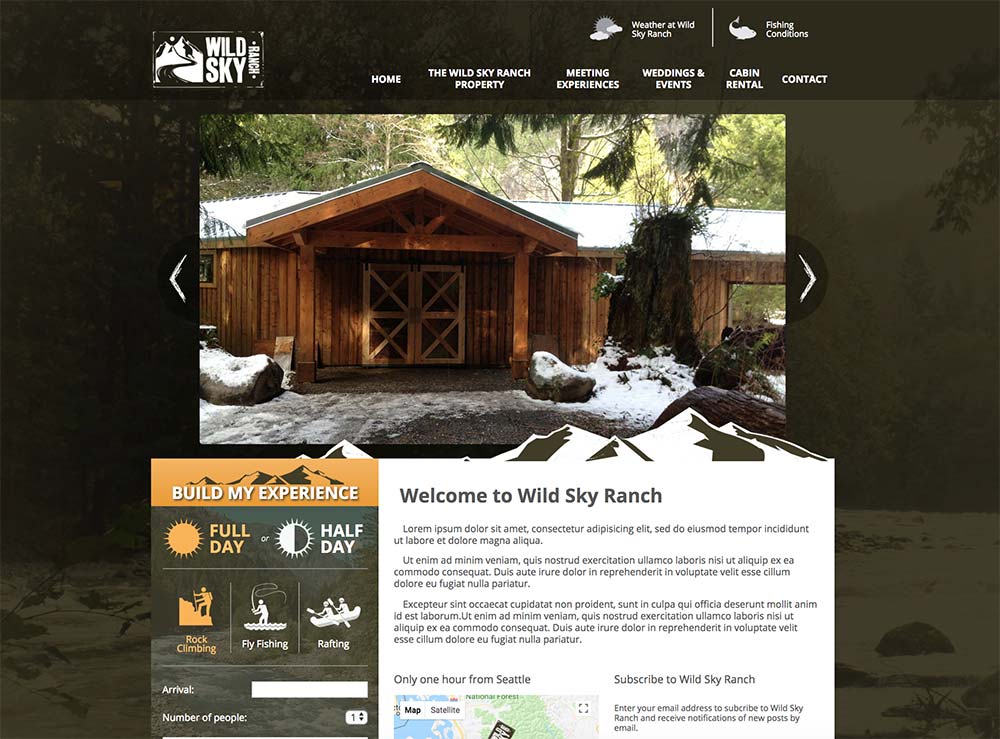 WILD
SKY
RANCH
Weather at Wild
Sky Ranch
Fishing
Conditions
HOME
THE WILD SKY RANCH
PROPERTY
MEETING
EXPERIENCES
WEDDINGS &
EVENTS
CABIN
RENTAL
CONTACT
BUILD MY EXPERIENCE
FULL
DAY
or
HALF
DAY
Rock
Climbing
Fly Fishing
Rafting
Arrival:
Number of people:
1
Welcome to Wild Sky Ranch
Lorem ipsum dolor sit amet, consectetur adipisicing elit, sed do eiusmod tempor incididunt
ut labore et dolore magna aliqua.
Ut enim ad minim veniam, quis nostrud exercitation ullamco laboris nisi ut aliquip ex ea
commodo consequat. Duis aute irure dolor in reprehenderit in voluptate velit esse cillum
dolore eu fugiat nulla pariatur.
Excepteur sint occaecat cupidatat non proident, sunt in culpa qui officia deserunt mollit anim
id est laborum.Ut enim ad minim veniam, quis nostrud exercitation ullamco laboris nisi ut
aliquip ex ea commodo consequat. Duis aute irure dolor in reprehenderit in voluptate velit
esse cillum dolore eu fugiat nulla pariatur.
Only one hour from Seattle
National Forest
Map
Satellite
Subscribe to Wild Sky Ranch
Enter your email address to subcribe to Wild Sky
Ranch and receive notifications of new posts by
email.